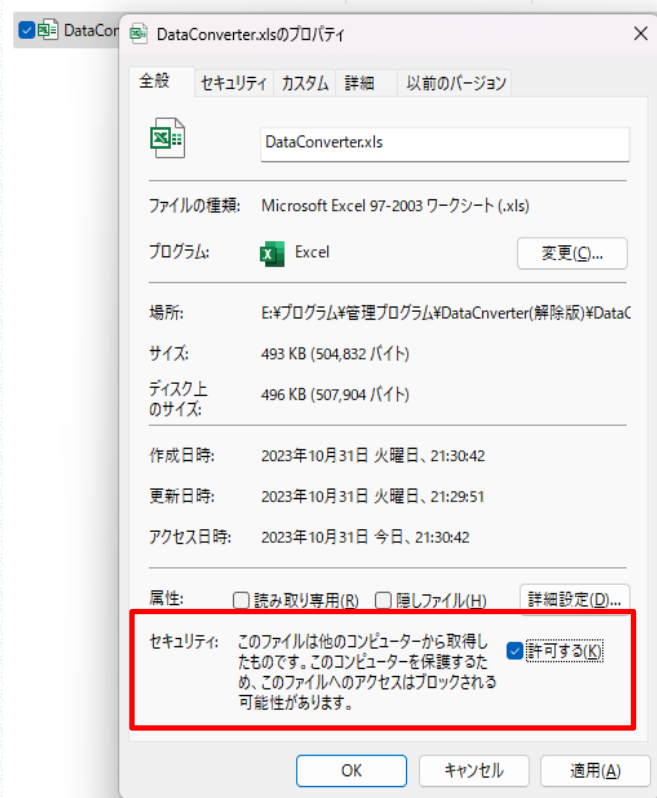 DataCor
DataConverter.xlsのプロパティ
全般 セキュリティ カスタム 詳細 以前のバージョン
DataConverter.xls
ファイルの種類: Microsoft Excel 97-2003 ワークシート (.xls)
プログラム: Excel 変更(C)...
場所: E:¥プログラム¥管理プログラム¥DataCnverter(解除版)¥DataC
サイズ: 493 KB (504,832 バイト)
ディスク上
のサイズ: 496 KB (507,904 バイト)
作成日時: 2023年10月31日 火曜日、21:30:42
更新日時: 2023年10月31日 火曜日、21:29:51
アクセス日時: 2023年10月31日 今日、21:30:42
属性: 読み取り専用(R) 隠しファイル(H) 詳細設定(D)...
セキュリティ: このファイルは他のコンピューターから取得し
たものです。このコンピューターを保護するた
め、このファイルへのアクセスはブロックされる
可能性があります。
許可する(K)
OK キャンセル 適用(A)